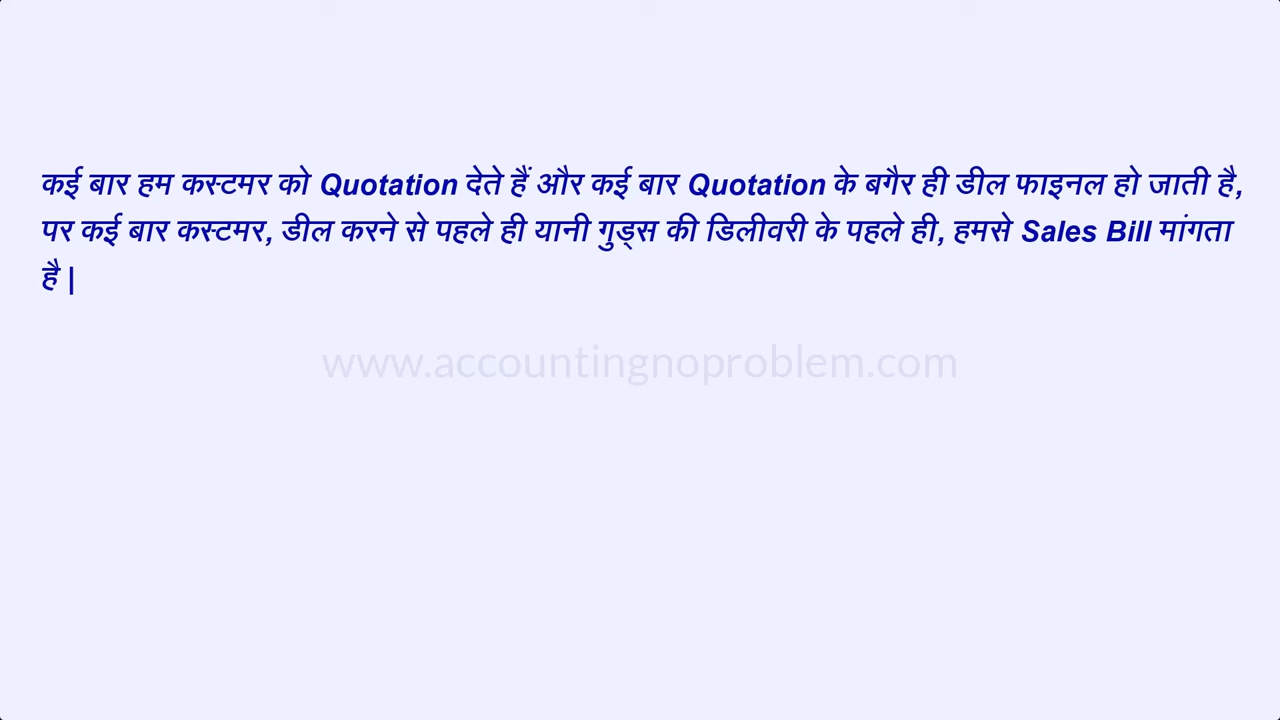 कई बार हम कस्टमर को Quotation देते हैं और कई बार Quotation के बगैर ही डील फाइनल हो जाती है,
पर कई बार कस्टमर, डील करने से पहले ही यानी गुड्स की डिलीवरी के पहले ही, हमसे Sales Bill मांगता
है |
www.accountingnoproblem.com